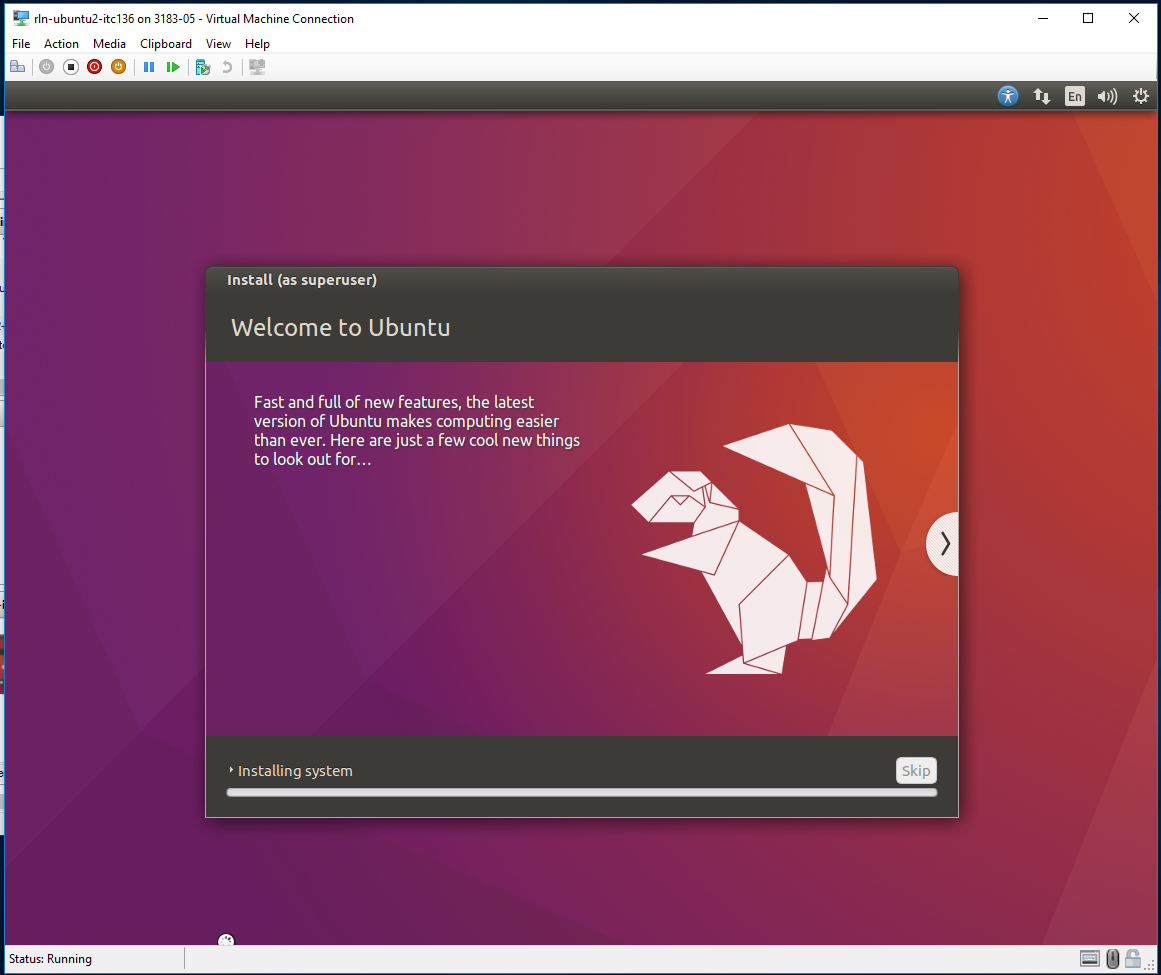 rln-ubuntu2-itc136 on 3183-05 - Virtual Machine Connection
File Action Media Clipboard View Help
En
Install (as superuser)
Welcome to Ubuntu
Fast and full of new features, the latest
version of Ubuntu makes computing easier
than ever. Here are just a few cool new things
to look out for...
Installing system
Skip
Status: Running